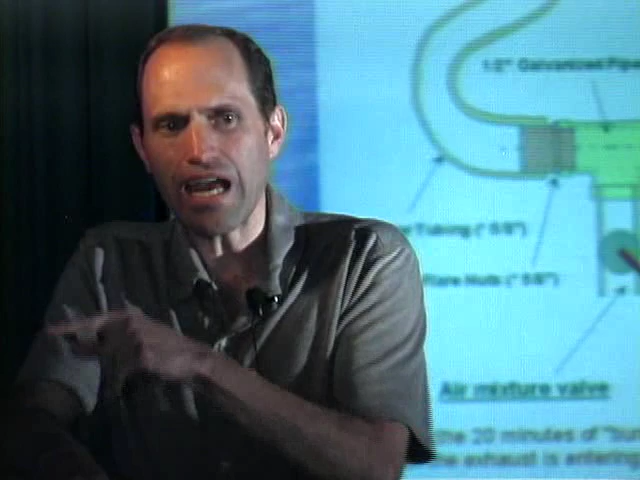 1/2" Galvanized Pipe
Tubing (" 5/8")
Flare Nuts (" 5/8")
Air mixture valve
the 20 minutes of "bu
exhaust is entering